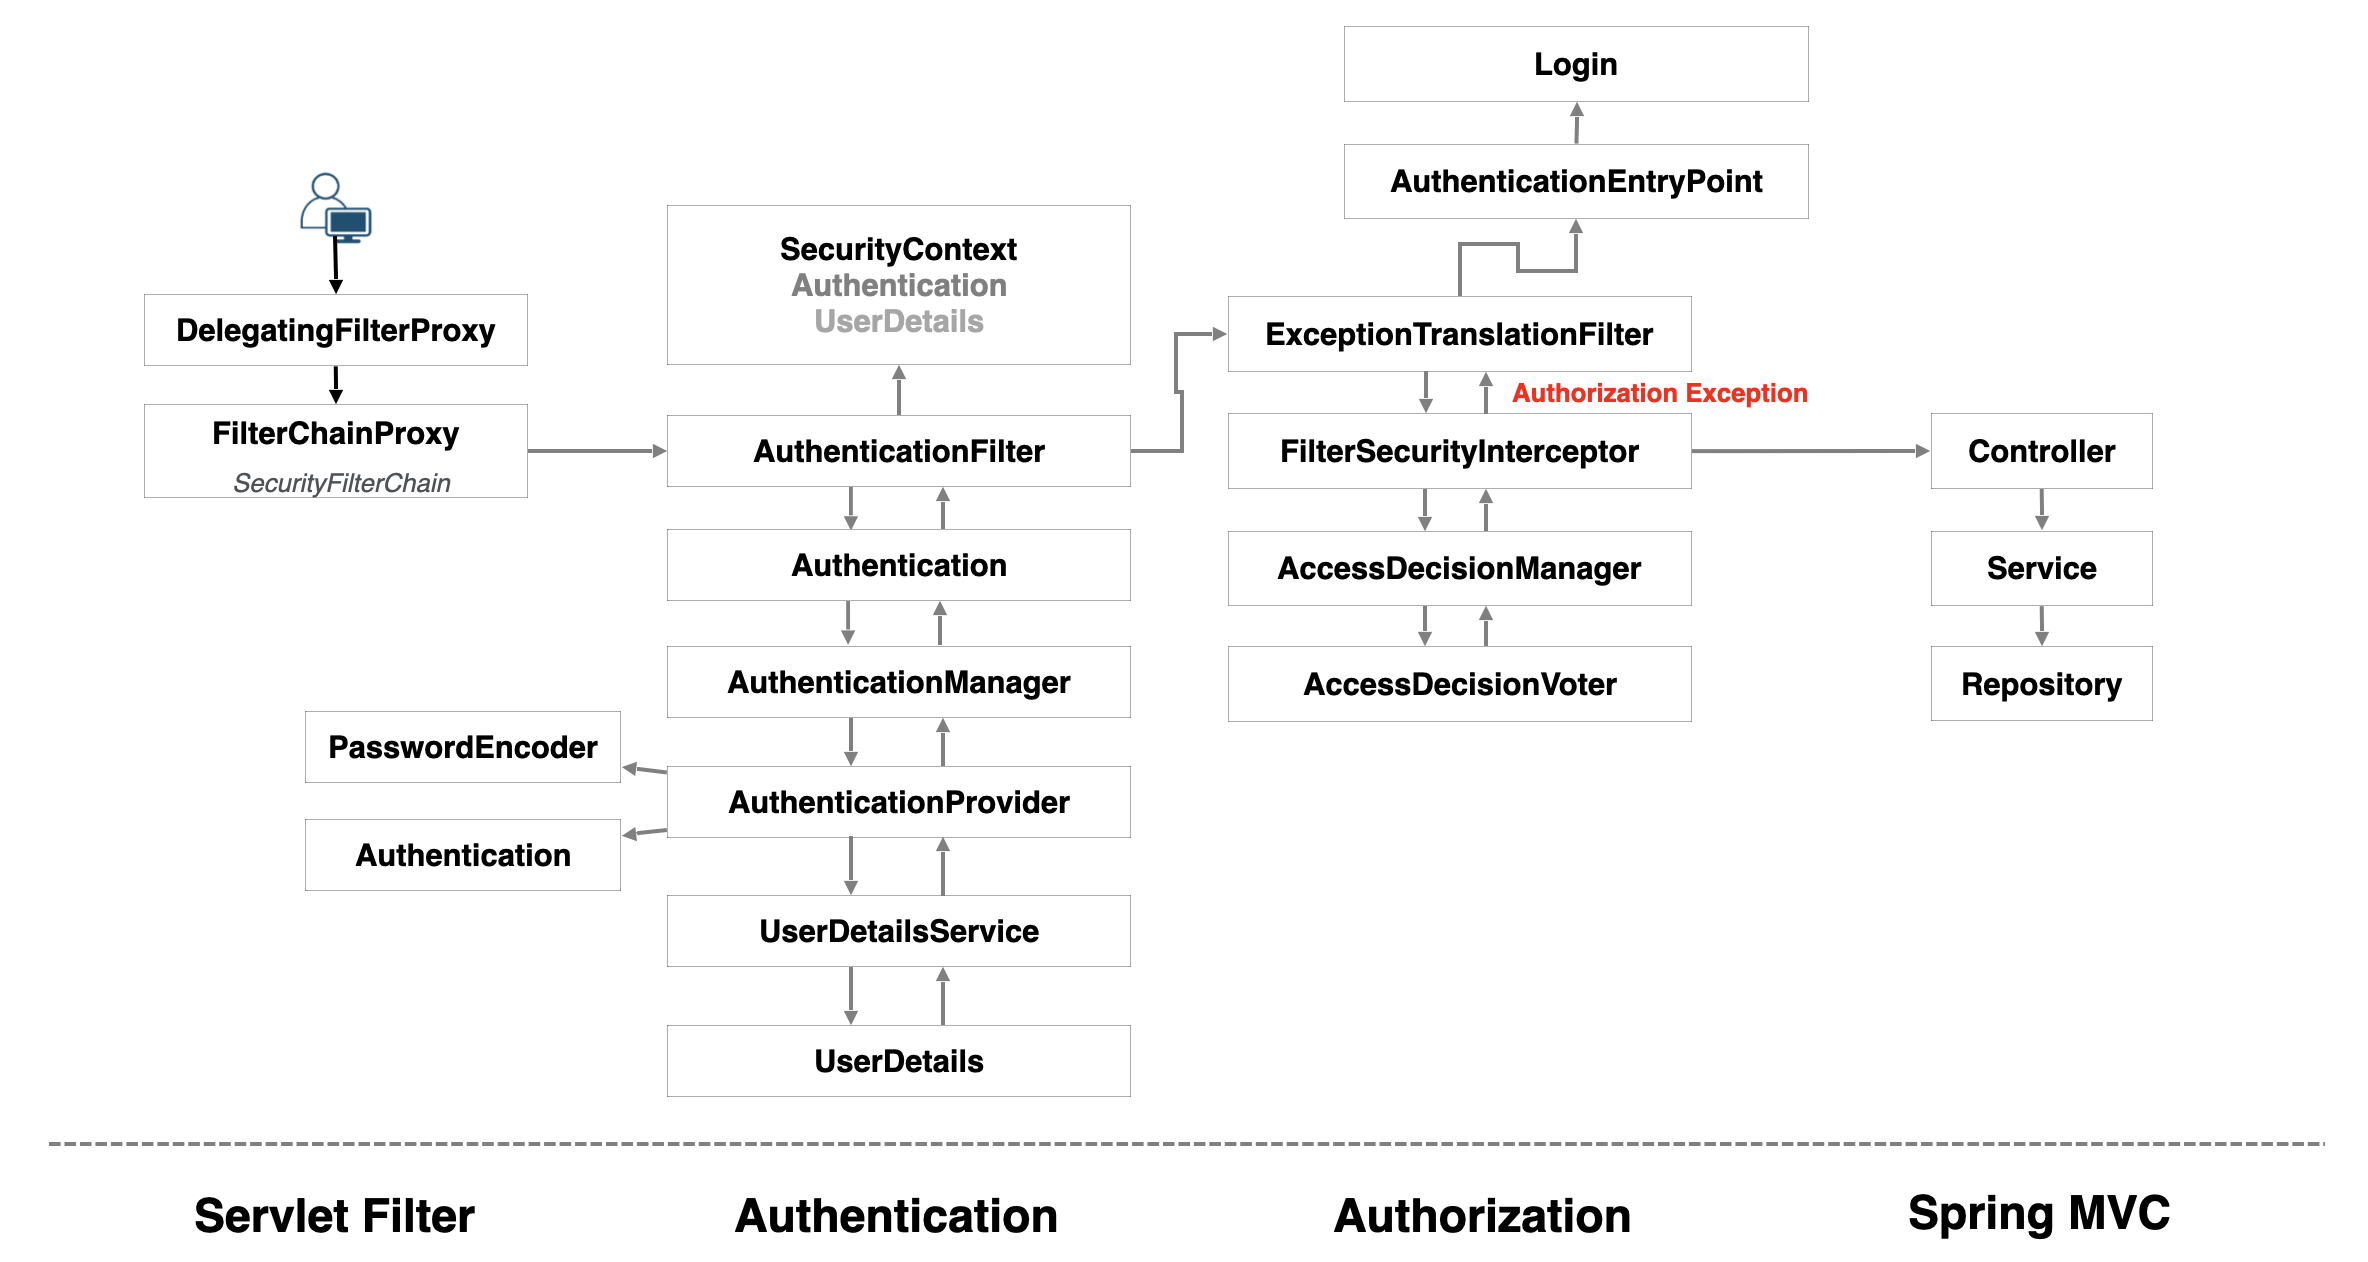 Login
AuthenticationEntryPoint
SecurityContext
Authentication
UserDetails
DelegatingFilterProxy
ExceptionTranslationFilter
Authorization Exception
FilterChainProxy
SecurityFilterChain
AuthenticationFilter
FilterSecurityInterceptor
Controller
Authentication
AccessDecisionManager
Service
AuthenticationManager
AccessDecisionVoter
Repository
PasswordEncoder
AuthenticationProvider
Authentication
UserDetailsService
UserDetails
Servlet Filter
Authentication
Authorization
Spring MVC